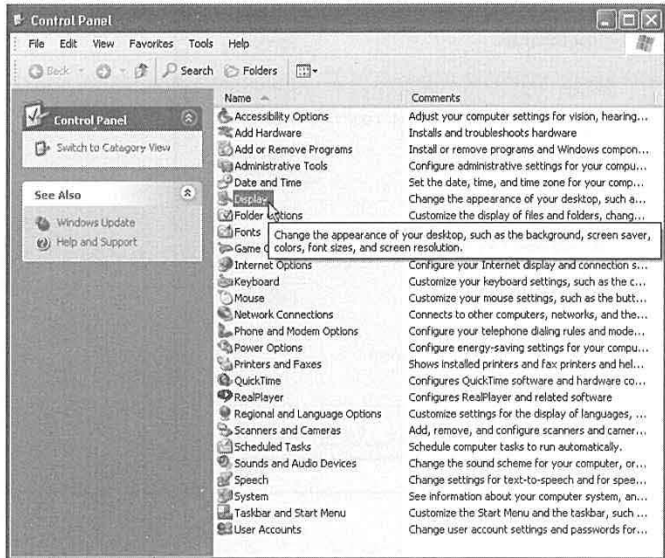 Control Panel
File Edit View Favorites Tools Help
Back Search Folders
Control Panel
Switch to Catagory View
See Also
Windows Update
Help and Support
Name Comments
Accessibility Options Adjust your computer settings for vision, hearing...
Add Hardware Installs and troubleshoots hardware
Add or Remove Programs Install or remove programs and Windows compon...
Administrative Tools Configure administrative settings for your compu...
Date and Time Set the date, time, and time zone for your comp...
Display Change the appearance of your desktop, such a...
Folder Options Customize the display of files and folders, chang...
Fonts Change the appearance of your desktop, such as the background, screen saver,
Game colors, font sizes, and screen resolution.
Internet Options Configure your Internet display and connection s...
Keyboard Customize your keyboard settings, such as the c...
Mouse Customize your mouse settings, such as the butt...
Network Connections Connects to other computers, networks, and the...
Phone and Modem Options Configure your telephone dialing rules and mode...
Power Options Configure energy-saving settings for your compu...
Printers and Faxes Shows installed printers and fax printers and hel...
QuickTime Configures QuickTime software and hardware co...
RealPlayer Configures RealPlayer and related software
Regional and Language Options Customize settings for the display of languages, ...
Scanners and Cameras Add, remove, and configure scanners and camer...
Scheduled Tasks Schedule computer tasks to run automatically.
Sounds and Audio Devices Change the sound scheme for your computer, or...
Speech Change settings for text-to-speech and for spee...
System See information about your computer system, an...
Taskbar and Start Menu Customize the Start Menu and the taskbar, such ...
User Accounts Change user account settings and passwords for...